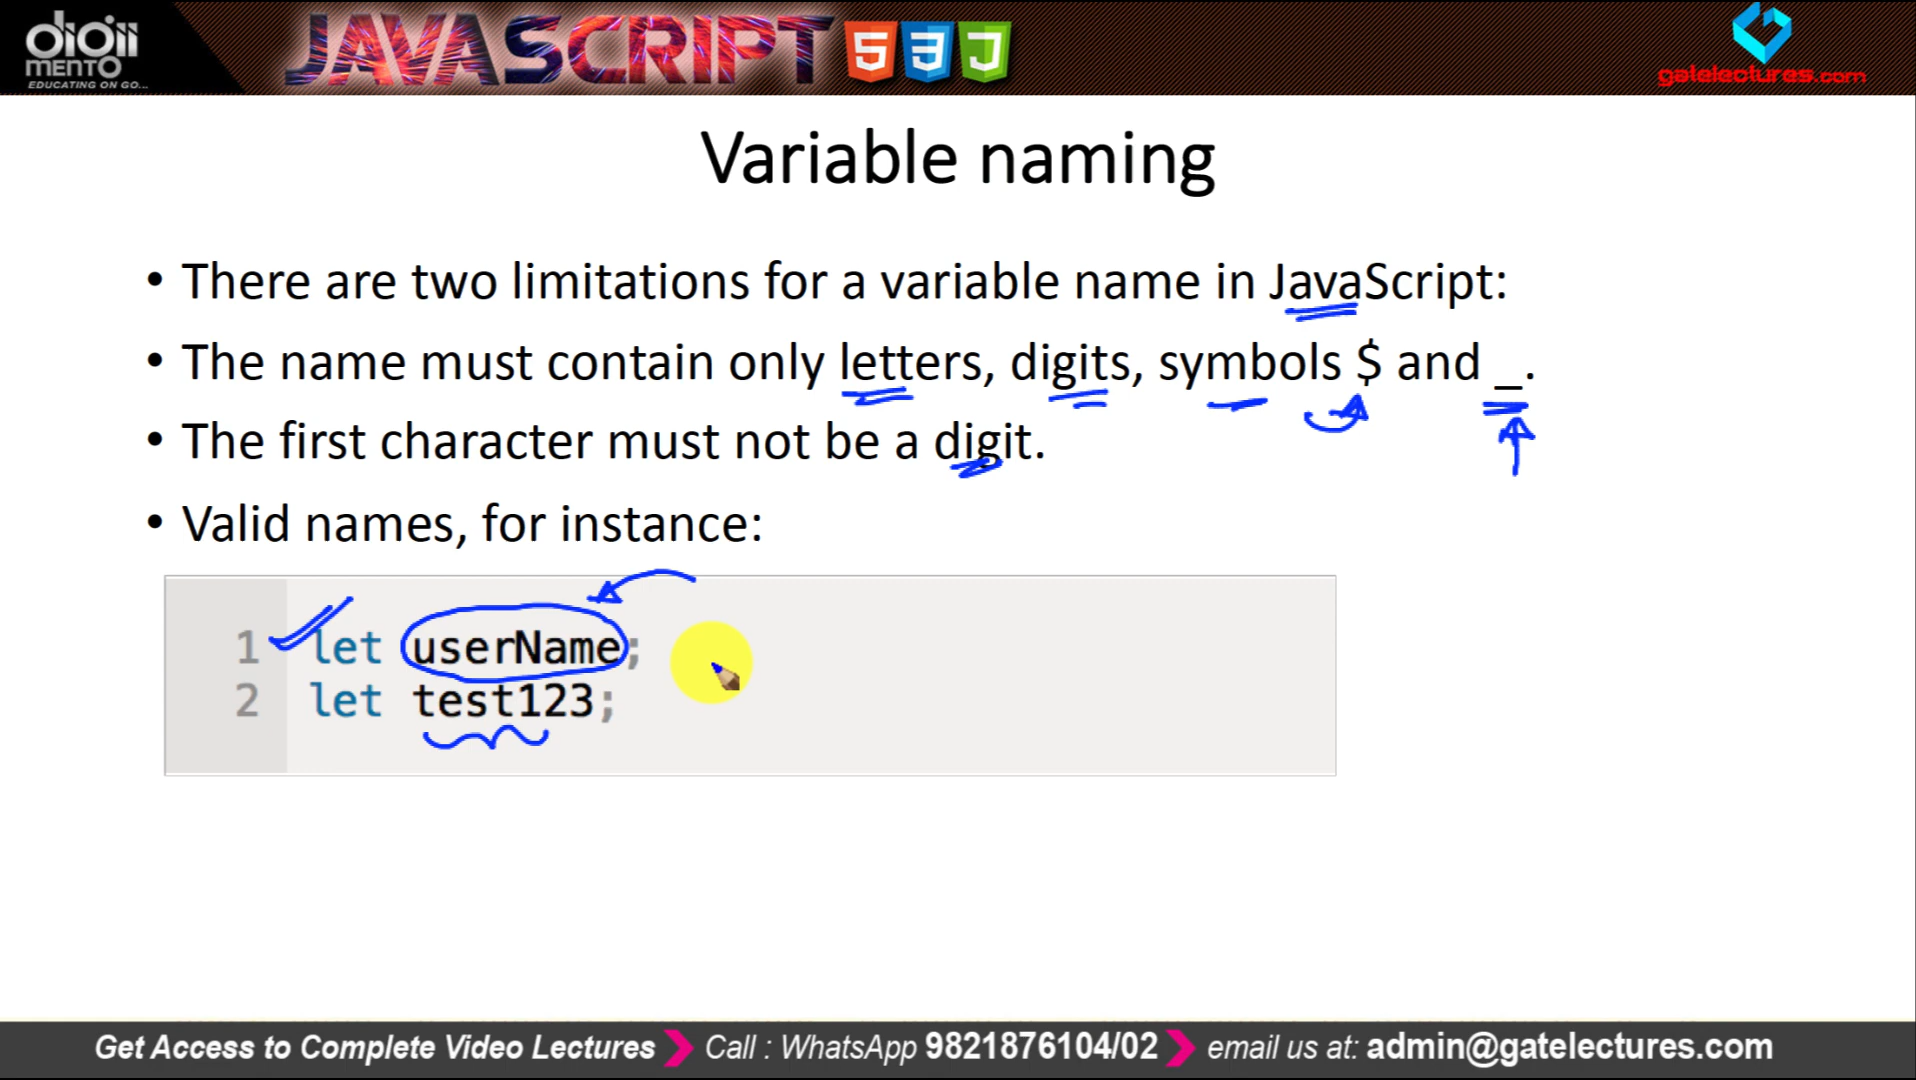 digii
MENTO
EDUCATING ON GO...
JAVASCRIPT
5 3 J
gatelectures.com
Variable naming
• There are two limitations for a variable name in JavaScript:
• The name must contain only letters, digits, symbols $ and _.
• The first character must not be a digit.
• Valid names, for instance:
1 let userName;
2 let test123;
Get Access to Complete Video Lectures Call : WhatsApp 9821876104/02 email us at: admin@gatelectures.com